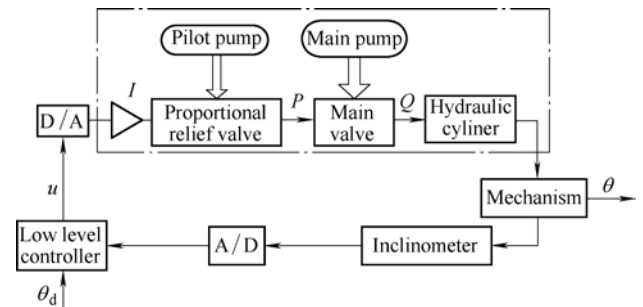 Pilot pump
Main pump
I
D/A
Proportional
relief valve
P
Main
valve
Q
Hydraulic
cyliner
u
Mechanism
θ
Low level
controller
A/D
Inclinometer
θd